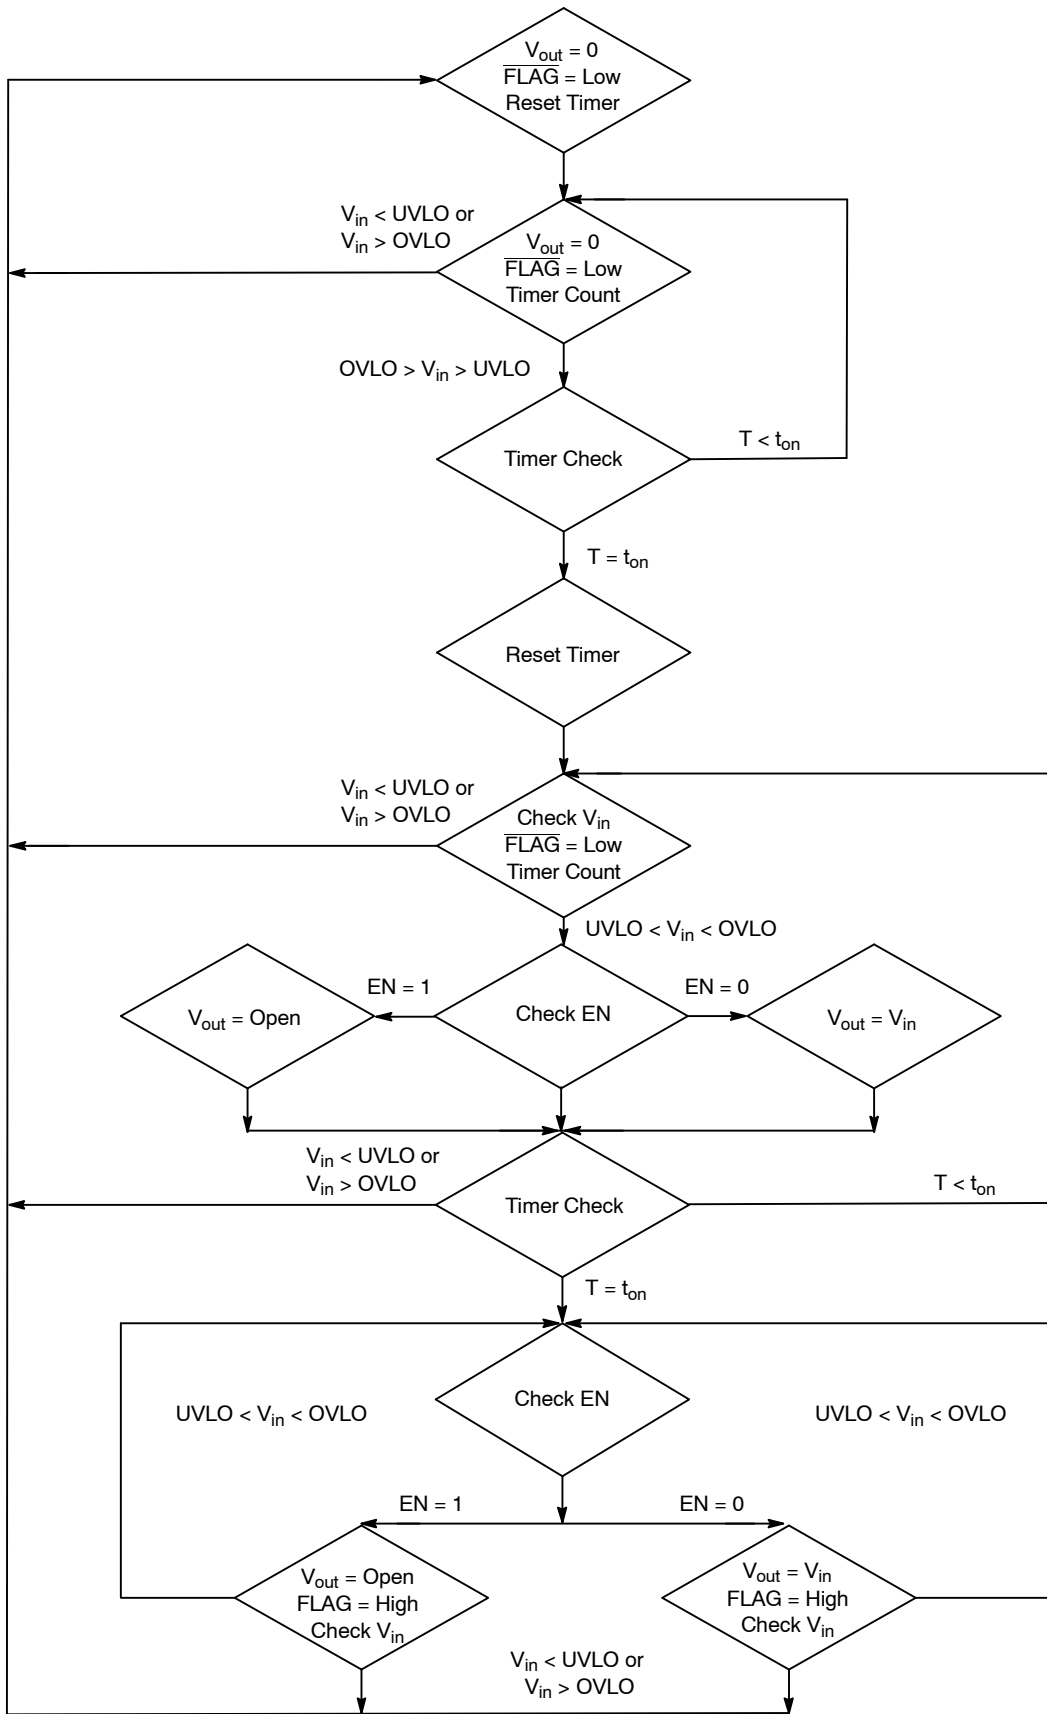 Vout = 0
FLAG = Low
Reset Timer
Vin < UVLO or
Vin > OVLO
Vout = 0
FLAG = Low
Timer Count
OVLO > Vin > UVLO
Timer Check
T < ton
T = ton
Reset Timer
Vin < UVLO or
Vin > OVLO
Check Vin
FLAG = Low
Timer Count
UVLO < Vin < OVLO
EN = 1
EN = 0
Vout = Open
Check EN
Vout = Vin
Vin < UVLO or
Vin > OVLO
Timer Check
T < ton
T = ton
Check EN
UVLO < Vin < OVLO
UVLO < Vin < OVLO
EN = 1
EN = 0
Vout = Open
FLAG = High
Check Vin
Vout = Vin
FLAG = High
Check Vin
Vin < UVLO or
Vin > OVLO